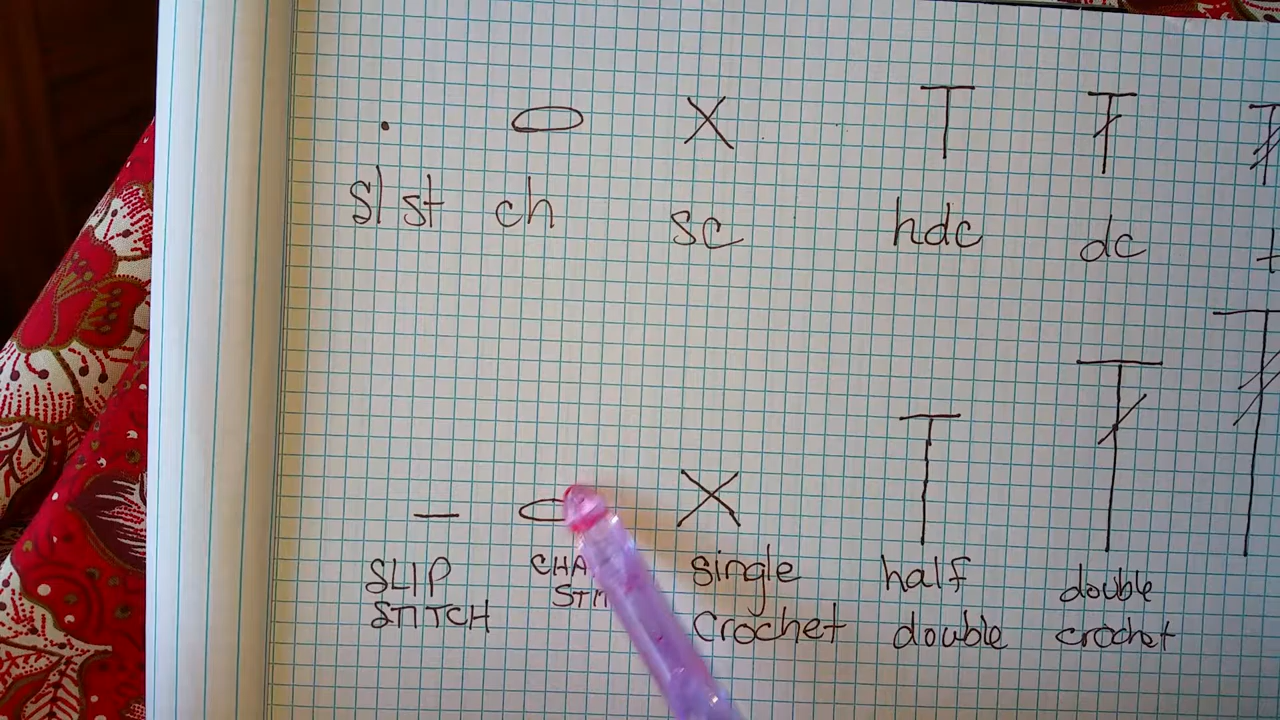 sl st ch sc hdc dc
SLIP STITCH
single crochet
half double
double crochet